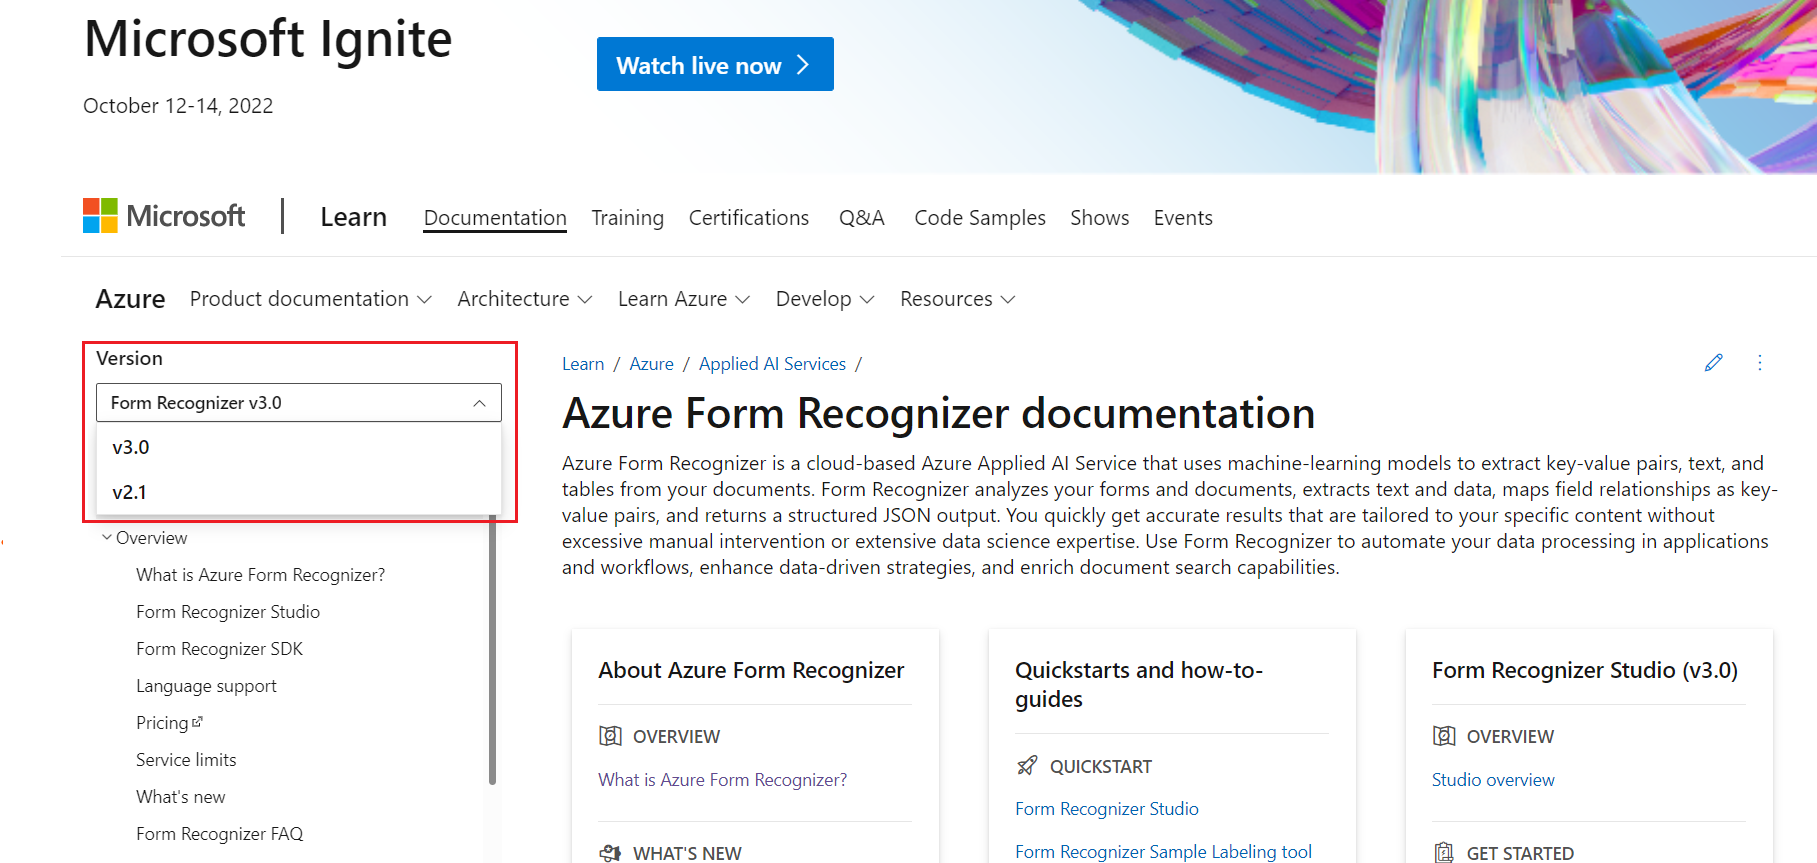 Microsoft Ignite
October 12-14, 2022
Watch live now
Microsoft
Learn
Documentation
Training
Certifications
Q&A
Code Samples
Shows
Events
Azure
Product documentation
Architecture
Learn Azure
Develop
Resources
Version
Form Recognizer v3.0
v3.0
v2.1
Overview
What is Azure Form Recognizer?
Form Recognizer Studio
Form Recognizer SDK
Language support
Pricing
Service limits
What's new
Form Recognizer FAQ
Learn / Azure / Applied AI Services /
Azure Form Recognizer documentation
Azure Form Recognizer is a cloud-based Azure Applied AI Service that uses machine-learning models to extract key-value pairs, text, and
tables from your documents. Form Recognizer analyzes your forms and documents, extracts text and data, maps field relationships as key-
value pairs, and returns a structured JSON output. You quickly get accurate results that are tailored to your specific content without
excessive manual intervention or extensive data science expertise. Use Form Recognizer to automate your data processing in applications
and workflows, enhance data-driven strategies, and enrich document search capabilities.
About Azure Form Recognizer
OVERVIEW
What is Azure Form Recognizer?
WHAT'S NEW
Quickstarts and how-to-
guides
QUICKSTART
Form Recognizer Studio
Form Recognizer Sample Labeling tool
Form Recognizer Studio (v3.0)
OVERVIEW
Studio overview
GET STARTED